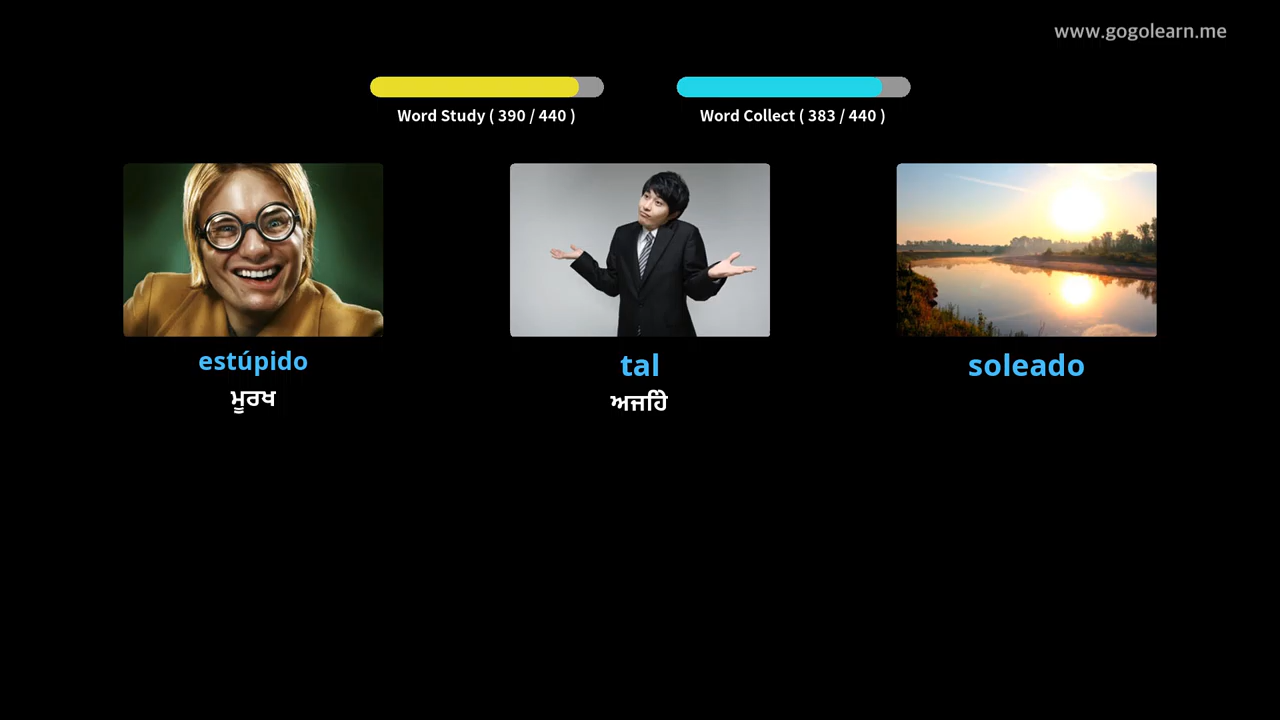 www.gogolearn.me
Word Study ( 390 / 440 )
Word Collect ( 383 / 440 )
estúpido
ਮੂਰਖ
tal
ਅਜਿਹੇ
soleado